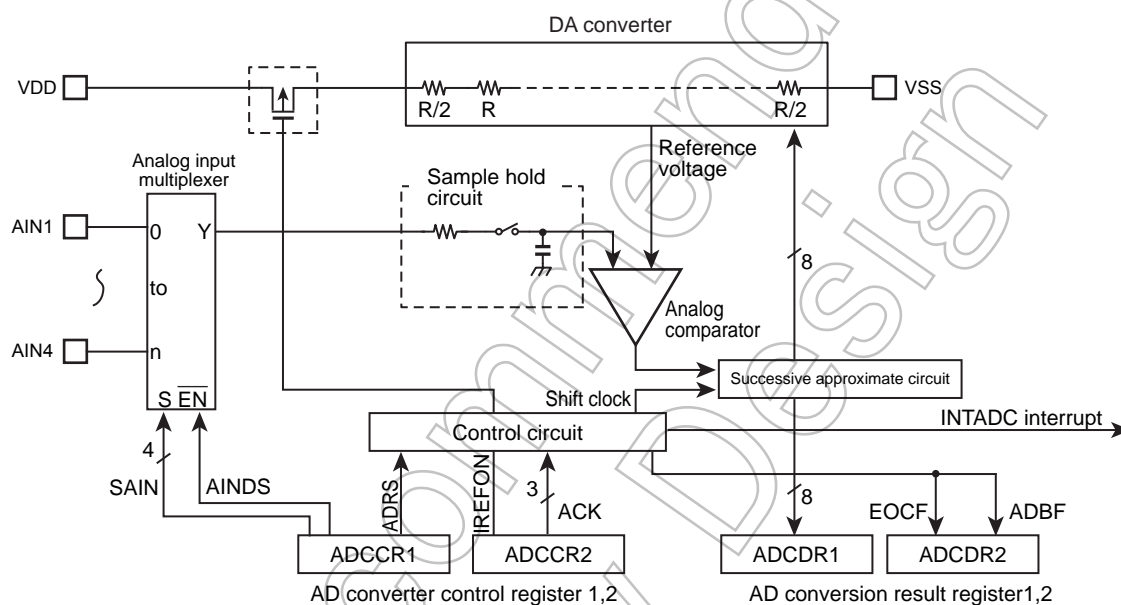 DA converter
VDD
R/2
R
R/2
VSS
Reference
voltage
Analog input
multiplexer
Sample hold
circuit
AIN1
0
Y
8
to
Analog
comparator
AIN4
n
Successive approximate circuit
S EN
Shift clock
INTADC interrupt
Control circuit
4
SAIN
AINDS
ADRS
IREFON
3
ACK
8
EOCF
ADBF
ADCCR1
ADCCR2
ADCDR1
ADCDR2
AD converter control register 1,2
AD conversion result register1,2
commend
Design